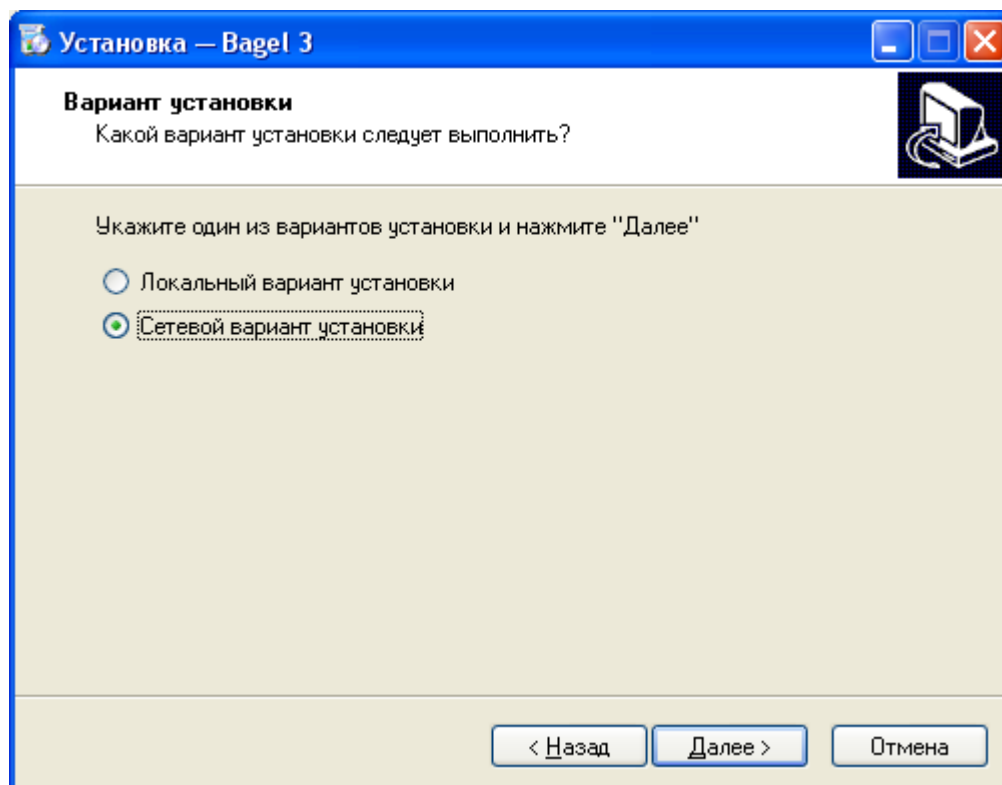 Установка — Bagel 3
Вариант установки
Какой вариант установки следует выполнить?
Укажите один из вариантов установки и нажмите "Далее"
Локальный вариант установки
Сетевой вариант установки
< Назад
Далее >
Отмена